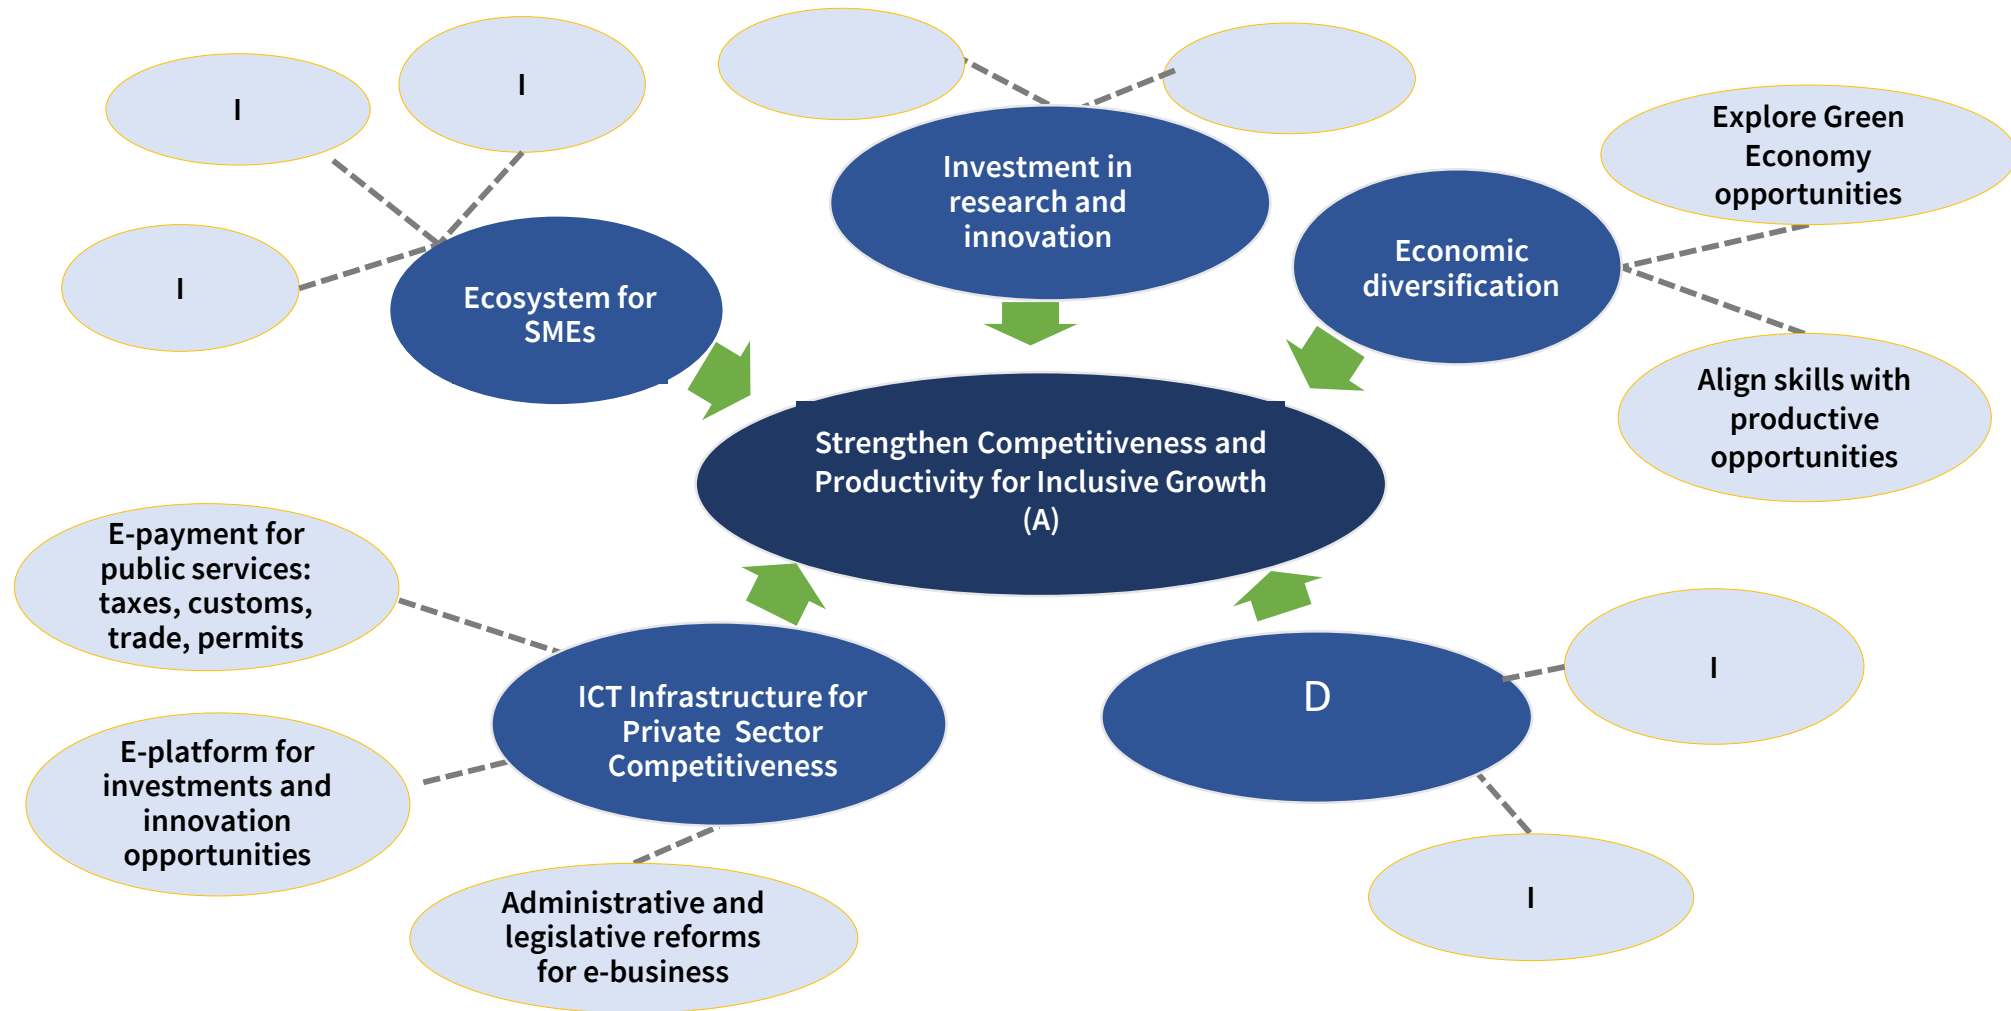 I
I
I
Ecosystem for
SMEs
Investment in
research and
innovation
Economic
diversification
Explore Green
Economy
opportunities
Align skills with
productive
opportunities
Strengthen Competitiveness and
Productivity for Inclusive Growth
(A)
E-payment for
public services:
taxes, customs,
trade, permits
E-platform for
investments and
innovation
opportunities
ICT Infrastructure for
Private Sector
Competitiveness
Administrative and
legislative reforms
for e-business
D
I
I